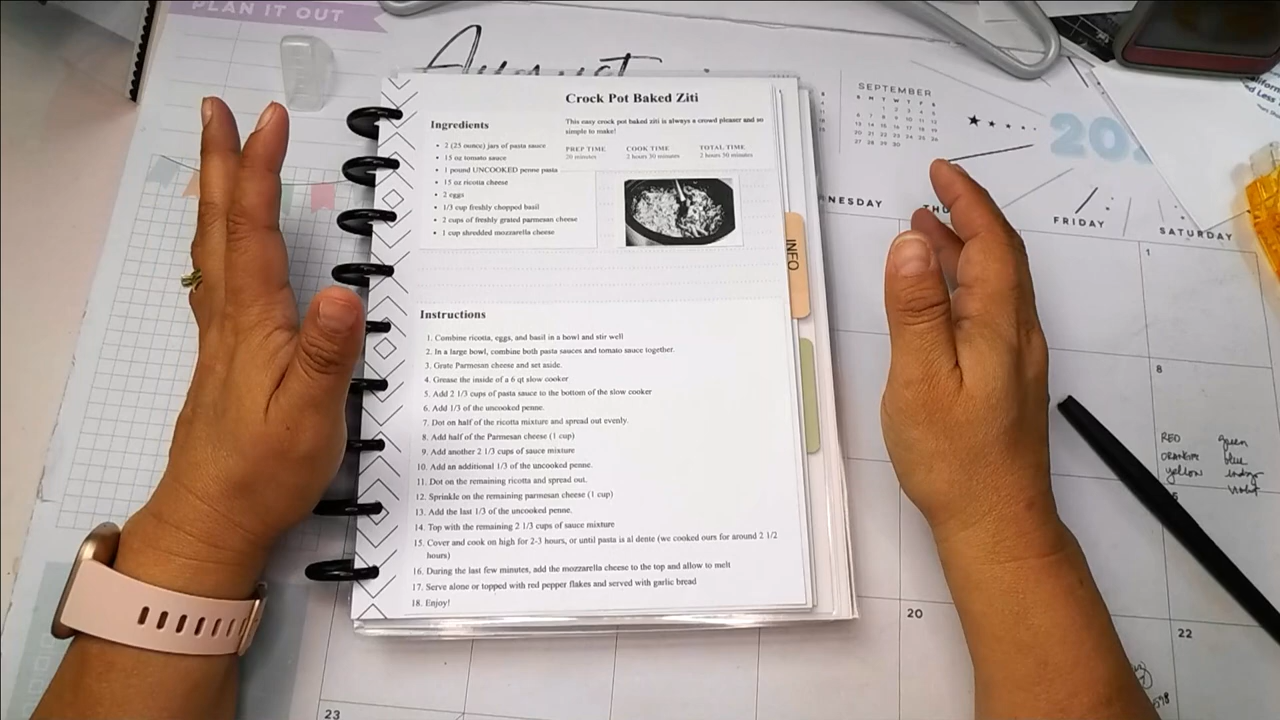 PLAN IT OUT
August
SEPTEMBER
S M T W T F S
20
THU
FRIDAY
SATURDAY
1
8
RED green
ORANGE blue
yellow indigo
violet
20
22
23
Crock Pot Baked Ziti
This easy crock pot baked ziti is always a crowd pleaser and so
simple to make!
PREP TIME COOK TIME TOTAL TIME
20 minutes 2 hours 30 minutes 2 hours 50 minutes
Ingredients
• 2 (25 ounce) jars of pasta sauce
• 15 oz tomato sauce
• 1 pound UNCOOKED penne pasta
• 15 oz ricotta cheese
• 2 eggs
• 1/3 cup freshly chopped basil
• 2 cups of freshly grated parmesan cheese
• 1 cup shredded mozzarella cheese
INFO
Instructions
1. Combine ricotta, eggs, and basil in a bowl and stir well
2. In a large bowl, combine both pasta sauces and tomato sauce together.
3. Grate Parmesan cheese and set aside.
4. Grease the inside of a 6 qt slow cooker
5. Add 2 1/3 cups of pasta sauce to the bottom of the slow cooker
6. Add 1/3 of the uncooked penne.
7. Dot on half of the ricotta mixture and spread out evenly.
8. Add half of the Parmesan cheese (1 cup)
9. Add another 2 1/3 cups of sauce mixture
10. Add an additional 1/3 of the uncooked penne.
11. Dot on the remaining ricotta and spread out.
12. Sprinkle on the remaining parmesan cheese (1 cup)
13. Add the last 1/3 of the uncooked penne.
14. Top with the remaining 2 1/3 cups of sauce mixture
15. Cover and cook on high for 2-3 hours, or until pasta is al dente (we cooked ours for around 2 1/2
hours)
16. During the last few minutes, add the mozzarella cheese to the top and allow to melt
17. Serve alone or topped with red pepper flakes and served with garlic bread
18. Enjoy!